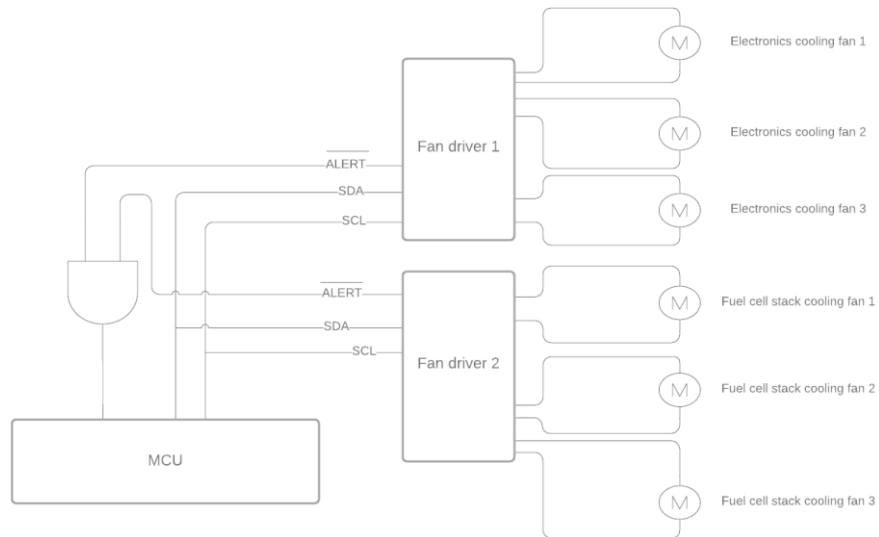 M
Electronics cooling fan 1
M
Electronics cooling fan 2
Fan driver 1
ALERT
SDA
M
Electronics cooling fan 3
SCL
ALERT
M
Fuel cell stack cooling fan 1
SDA
SCL
Fan driver 2
M
Fuel cell stack cooling fan 2
MCU
M
Fuel cell stack cooling fan 3